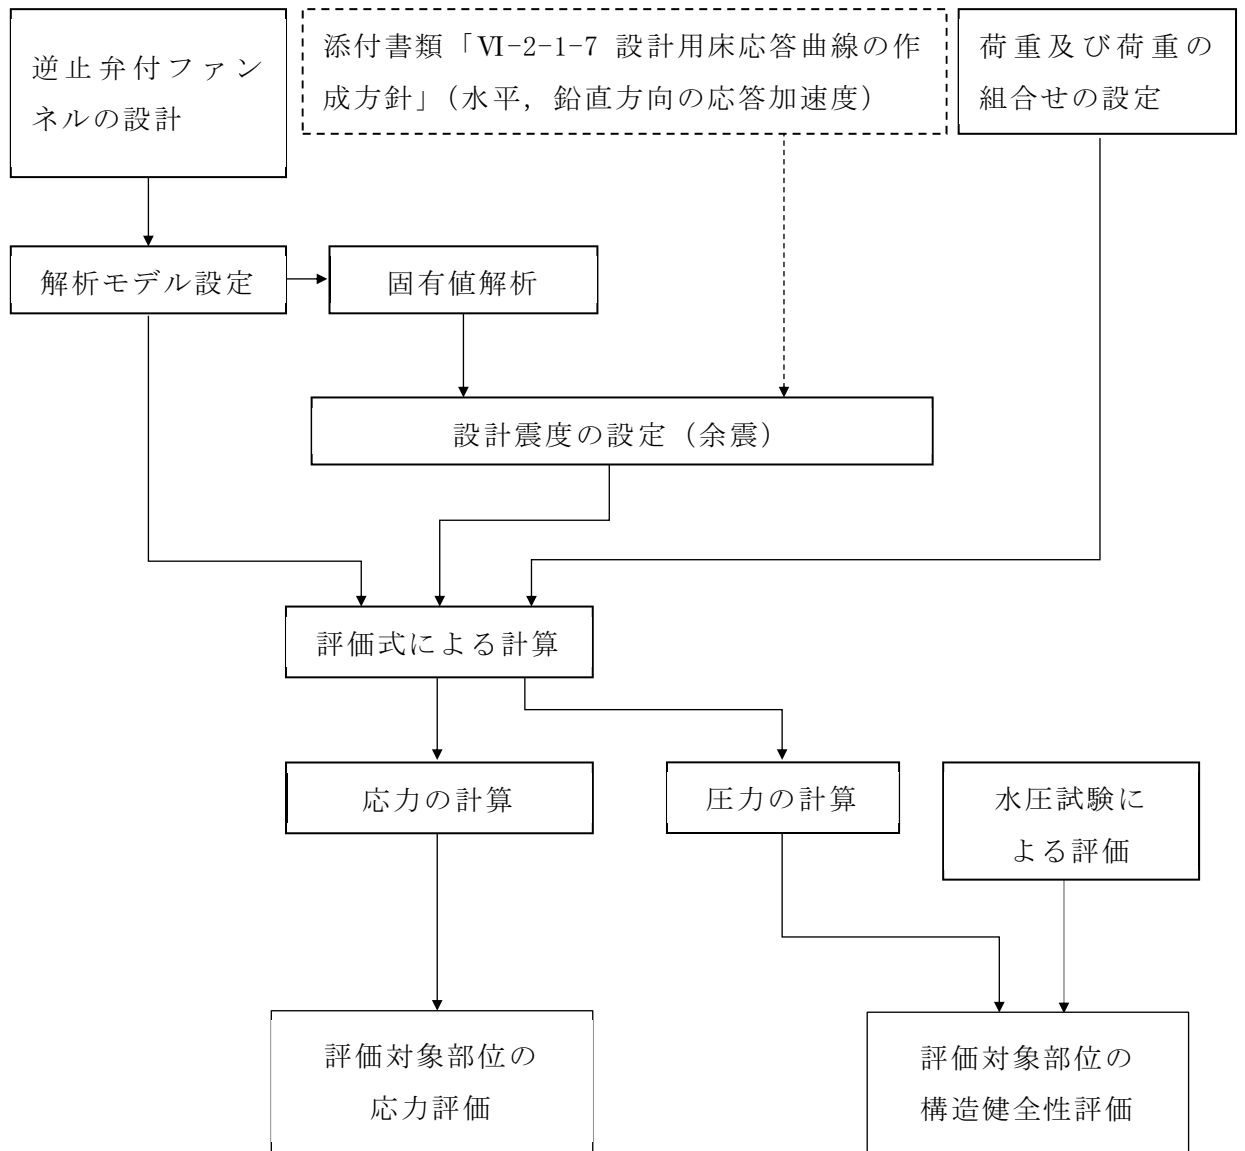 逆止弁付ファン
ネルの設計
添付書類「Ⅵ-2-1-7 設計用床応答曲線の作
成方針」(水平,鉛直方向の応答加速度)
荷重及び荷重の
組合せの設定
解析モデル設定
固有値解析
設計震度の設定(余震)
評価式による計算
応力の計算
圧力の計算
水圧試験に
よる評価
評価対象部位の
応力評価
評価対象部位の
構造健全性評価